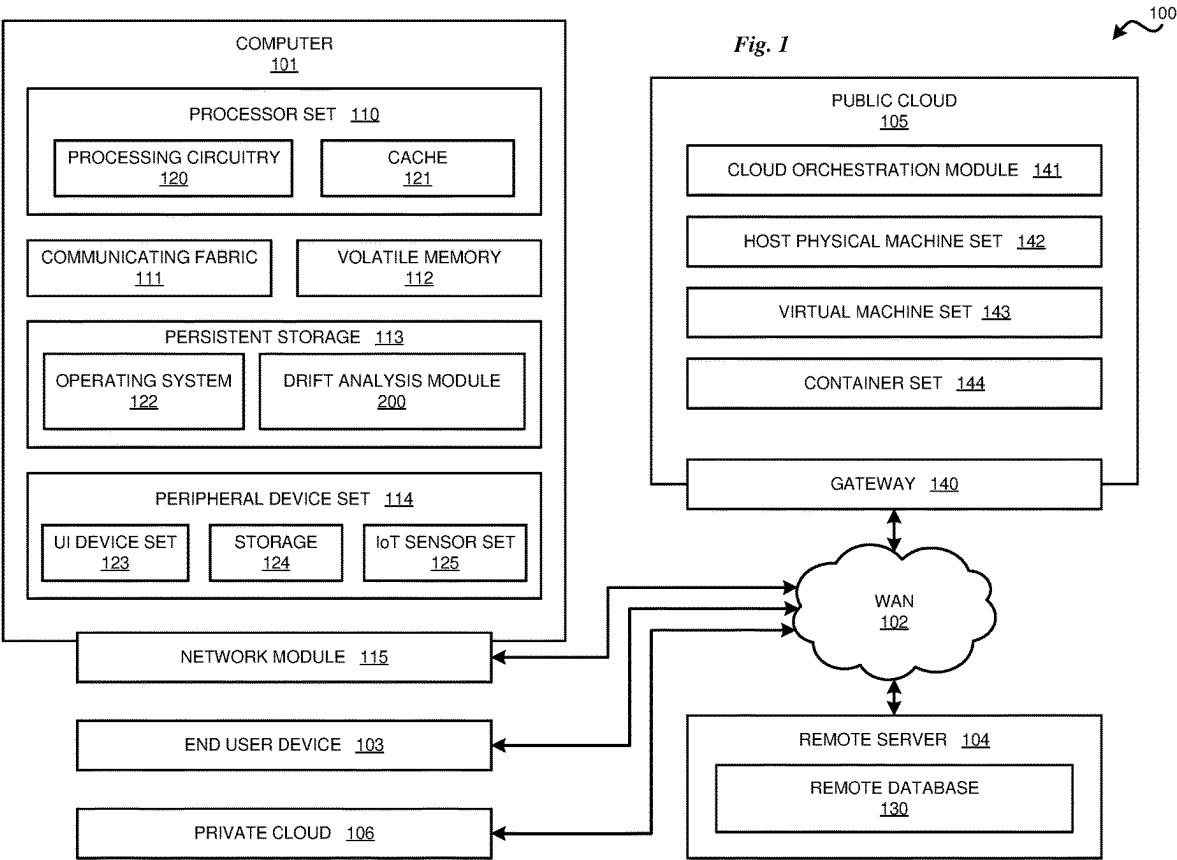 100
Fig. 1
COMPUTER
101
PROCESSOR SET 110
PROCESSING CIRCUITRY
120
CACHE
121
COMMUNICATING FABRIC
111
VOLATILE MEMORY
112
PERSISTENT STORAGE 113
OPERATING SYSTEM
122
DRIFT ANALYSIS MODULE
200
PERIPHERAL DEVICE SET 114
UI DEVICE SET
123
STORAGE
124
IoT SENSOR SET
125
NETWORK MODULE 115
END USER DEVICE 103
PRIVATE CLOUD 106
PUBLIC CLOUD
105
CLOUD ORCHESTRATION MODULE 141
HOST PHYSICAL MACHINE SET 142
VIRTUAL MACHINE SET 143
CONTAINER SET 144
GATEWAY 140
WAN
102
REMOTE SERVER 104
REMOTE DATABASE
130